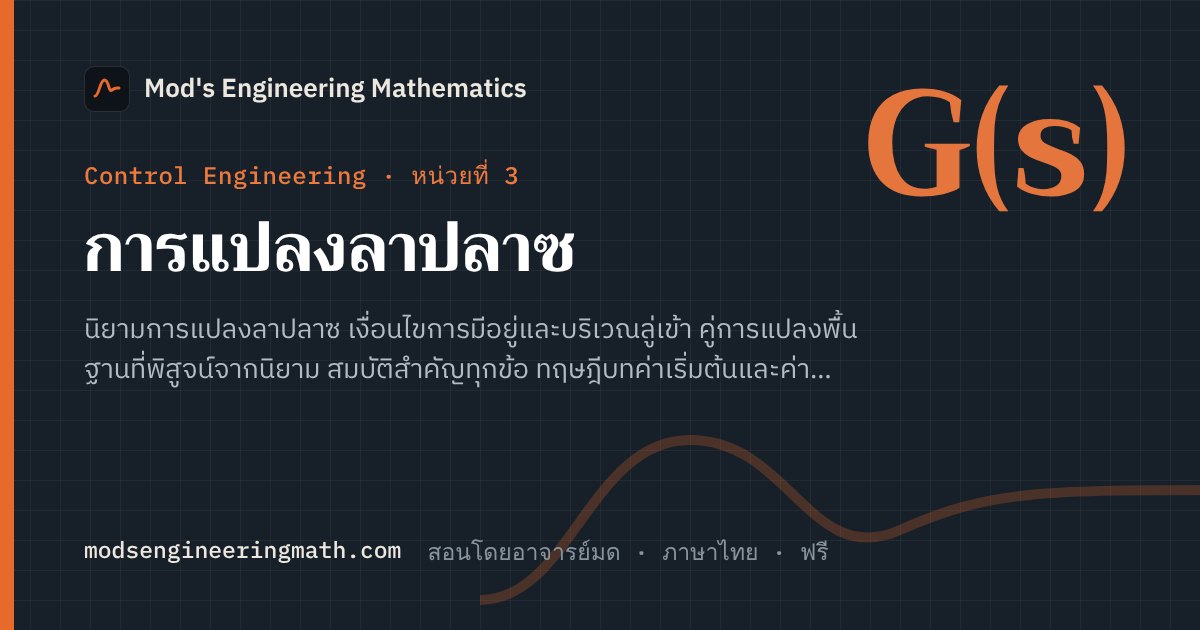 Mod's Engineering Mathematics
G(s)
Control Engineering · หน่วยที่ 3
การแปลงลาปลาซ
นิยามการแปลงลาปลาซ เงื่อนไขการมีอยู่และบริเวณลู่เข้า คู่การแปลงพื้น
ฐานที่พิสูจน์จากนิยาม สมบัติสำคัญทุกข้อ ทฤษฎีบทค่าเริ่มต้นและค่า...
modsengineeringmath.com สอนโดยอาจารย์มด · ภาษาไทย · ฟรี